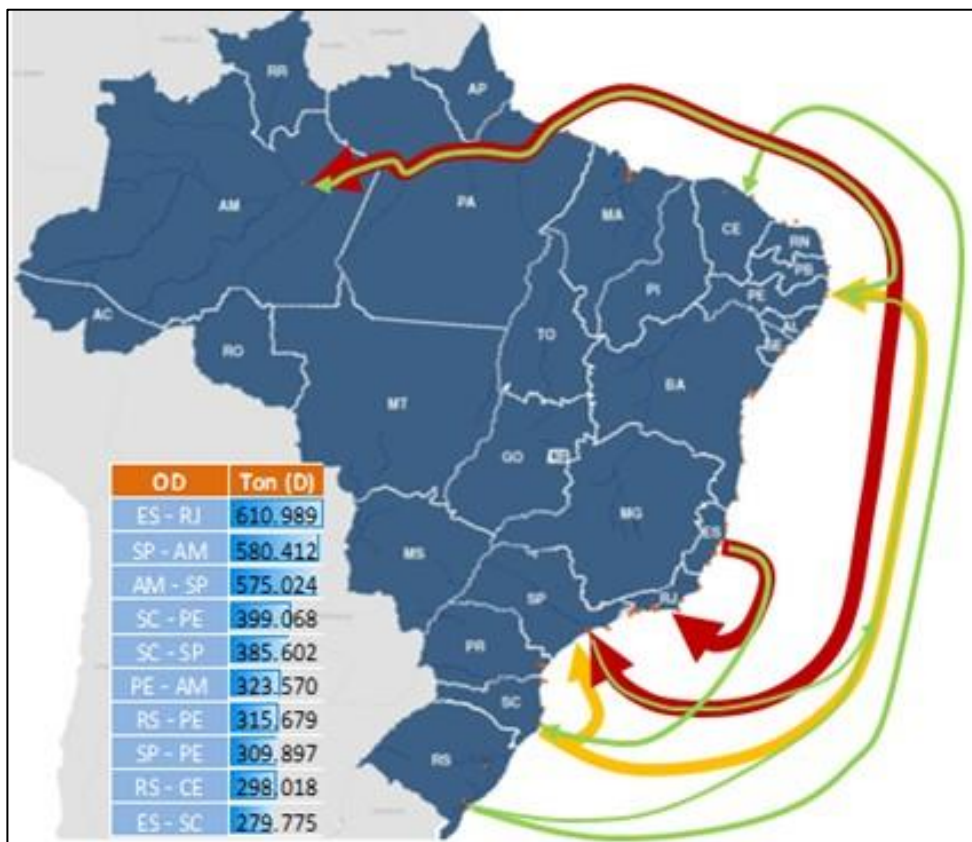 RR
AP
AM
PA
MA
CE
RN
PB
PI
PE
AL
SE
AC
TO
RO
BA
MT
GO
MG
ES
MS
SP
RJ
PR
SC
RS
OD Ton (D)
ES - RJ 610.989
SP - AM 580.412
AM - SP 575.024
SC - PE 399.068
SC - SP 385.602
PE - AM 323.570
RS - PE 315.679
SP - PE 309.897
RS - CE 298.018
ES - SC 279.775